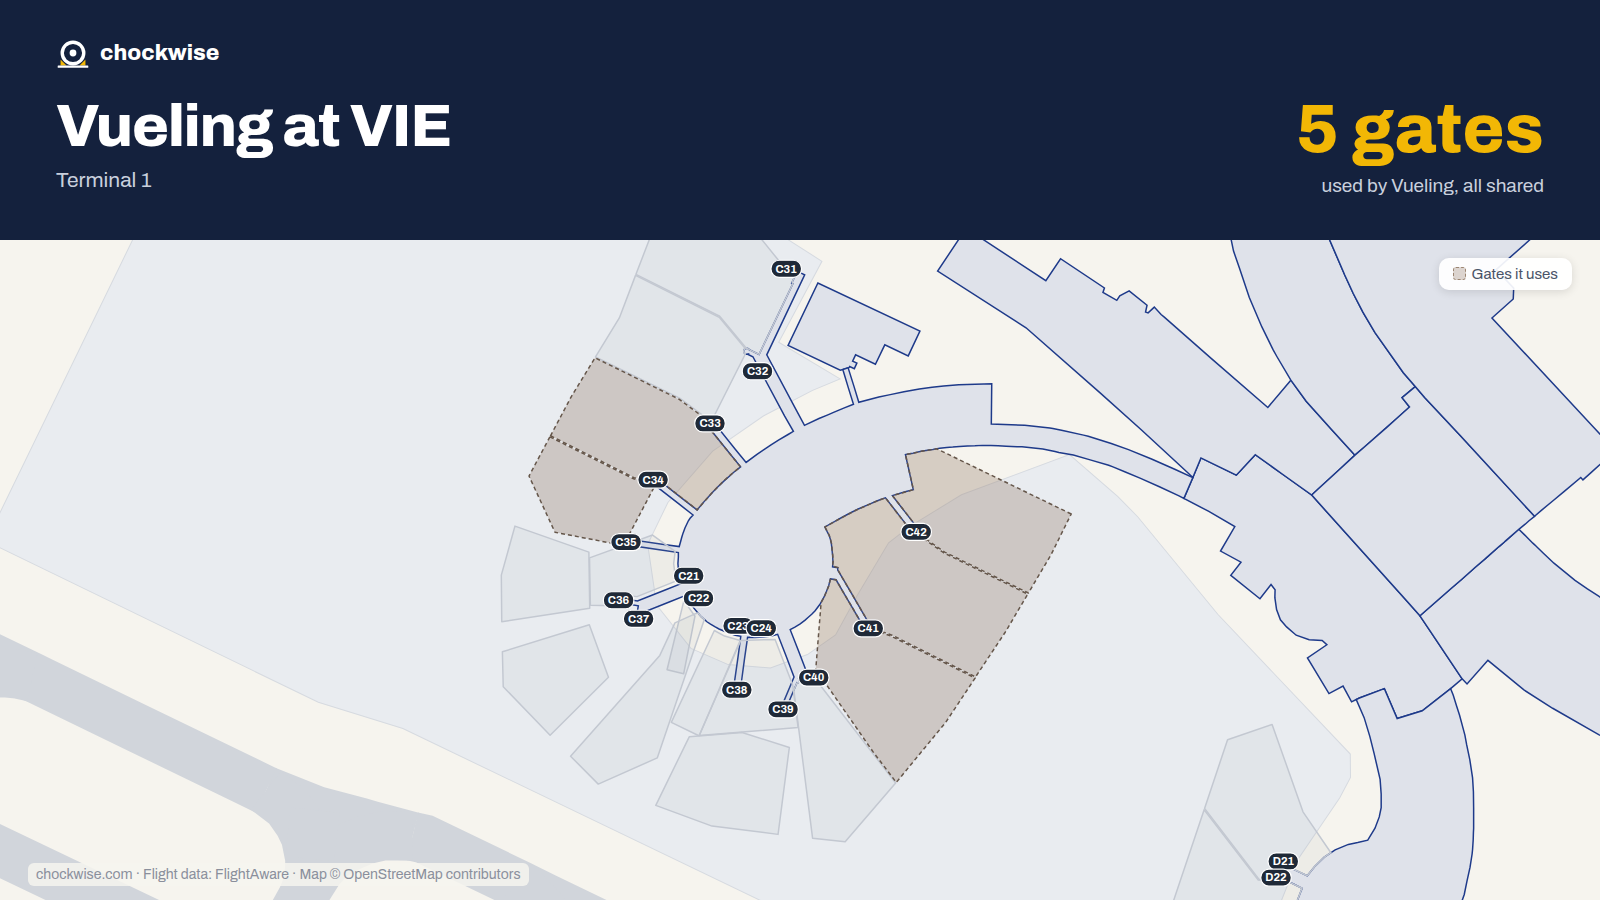 chockwise
Vueling at VIE
Terminal 1
5 gates
used by Vueling, all shared
Gates it uses
C31
C32
C33
C34
C35
C42
C21
C22
C36
C37
C23
C24
C41
C40
C38
C39
D21
D22
chockwise.com · Flight data: FlightAware · Map © OpenStreetMap contributors